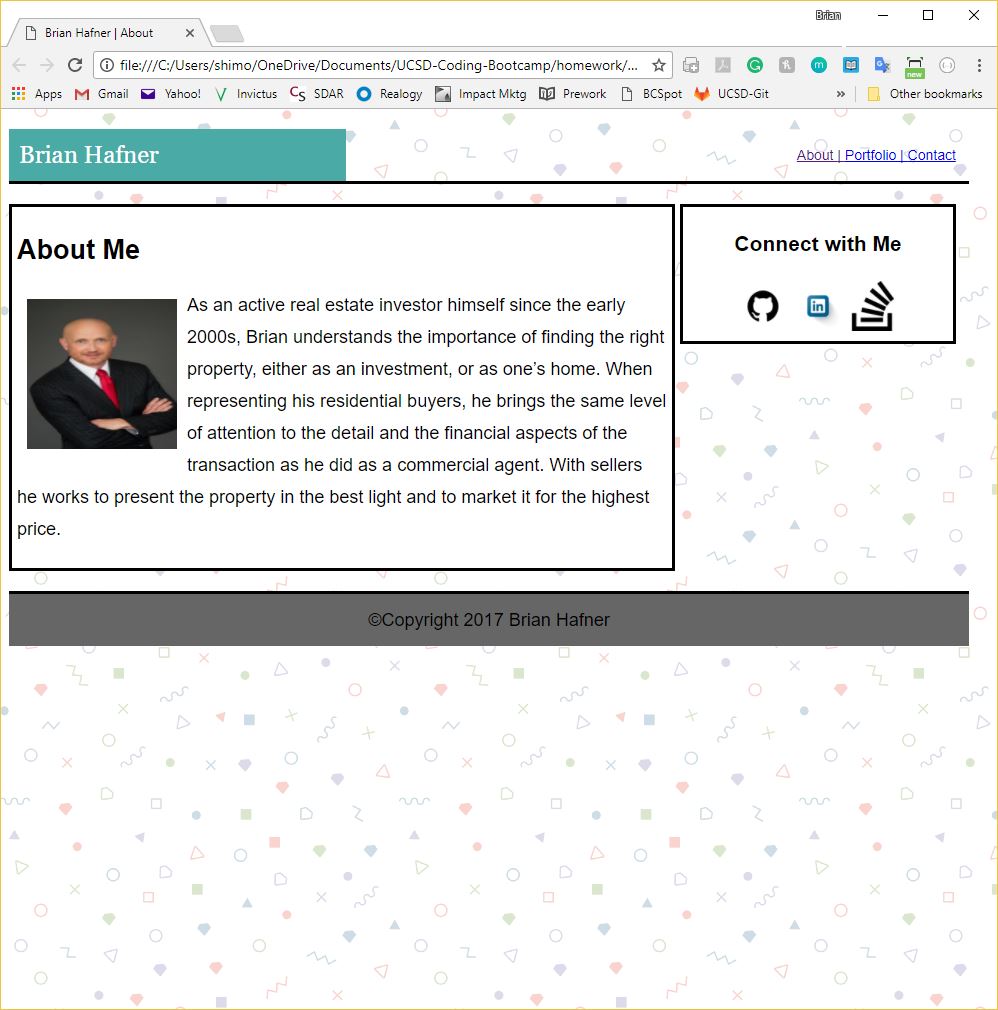 Brian
Brian Hafner | About
file:///C:/Users/shimo/OneDrive/Documents/UCSD-Coding-Bootcamp/homework/...
new
Apps Gmail Yahoo! Invictus CS SDAR Realogy Impact Mktg Prework BCSpot UCSD-Git » Other bookmarks
Brian Hafner
About | Portfolio | Contact
About Me
Connect with Me
in
As an active real estate investor himself since the early
2000s, Brian understands the importance of finding the right
property, either as an investment, or as one’s home. When
representing his residential buyers, he brings the same level
of attention to the detail and the financial aspects of the
transaction as he did as a commercial agent. With sellers
he works to present the property in the best light and to market it for the highest
price.
©Copyright 2017 Brian Hafner